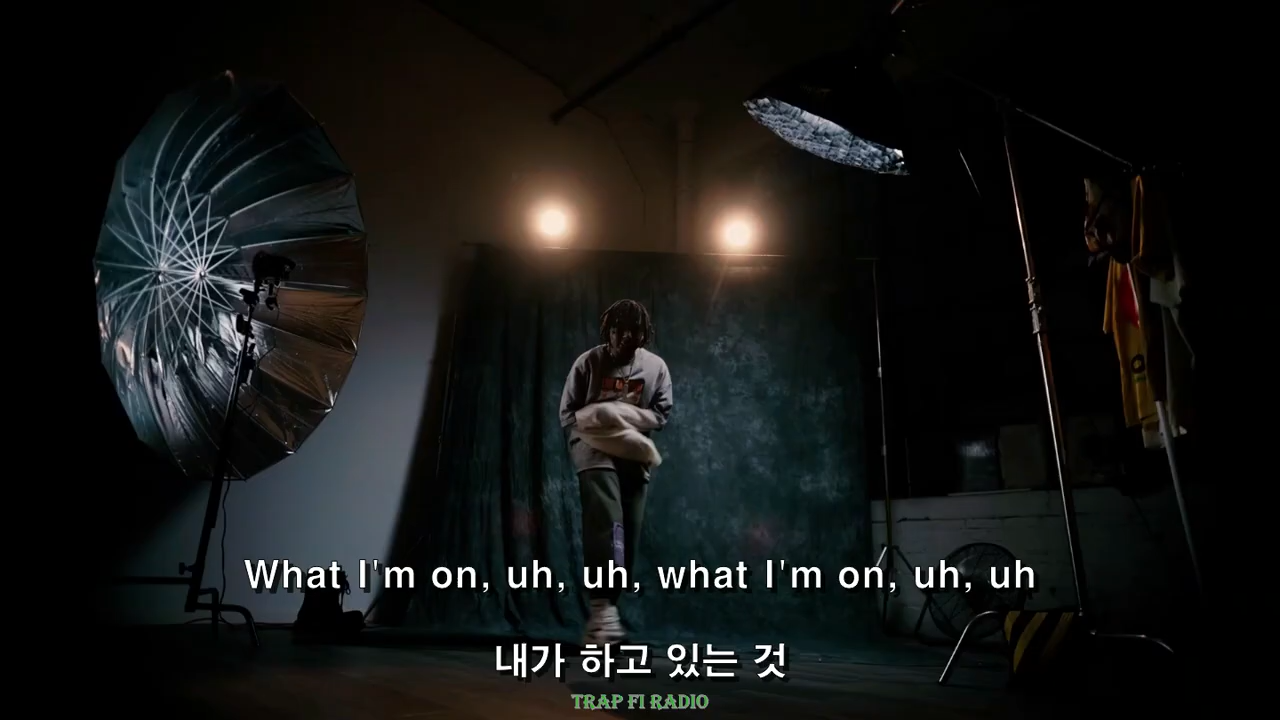 What I'm on, uh, uh, what I'm on, uh, uh
내가 하고 있는 것
TRAP FI RADIO